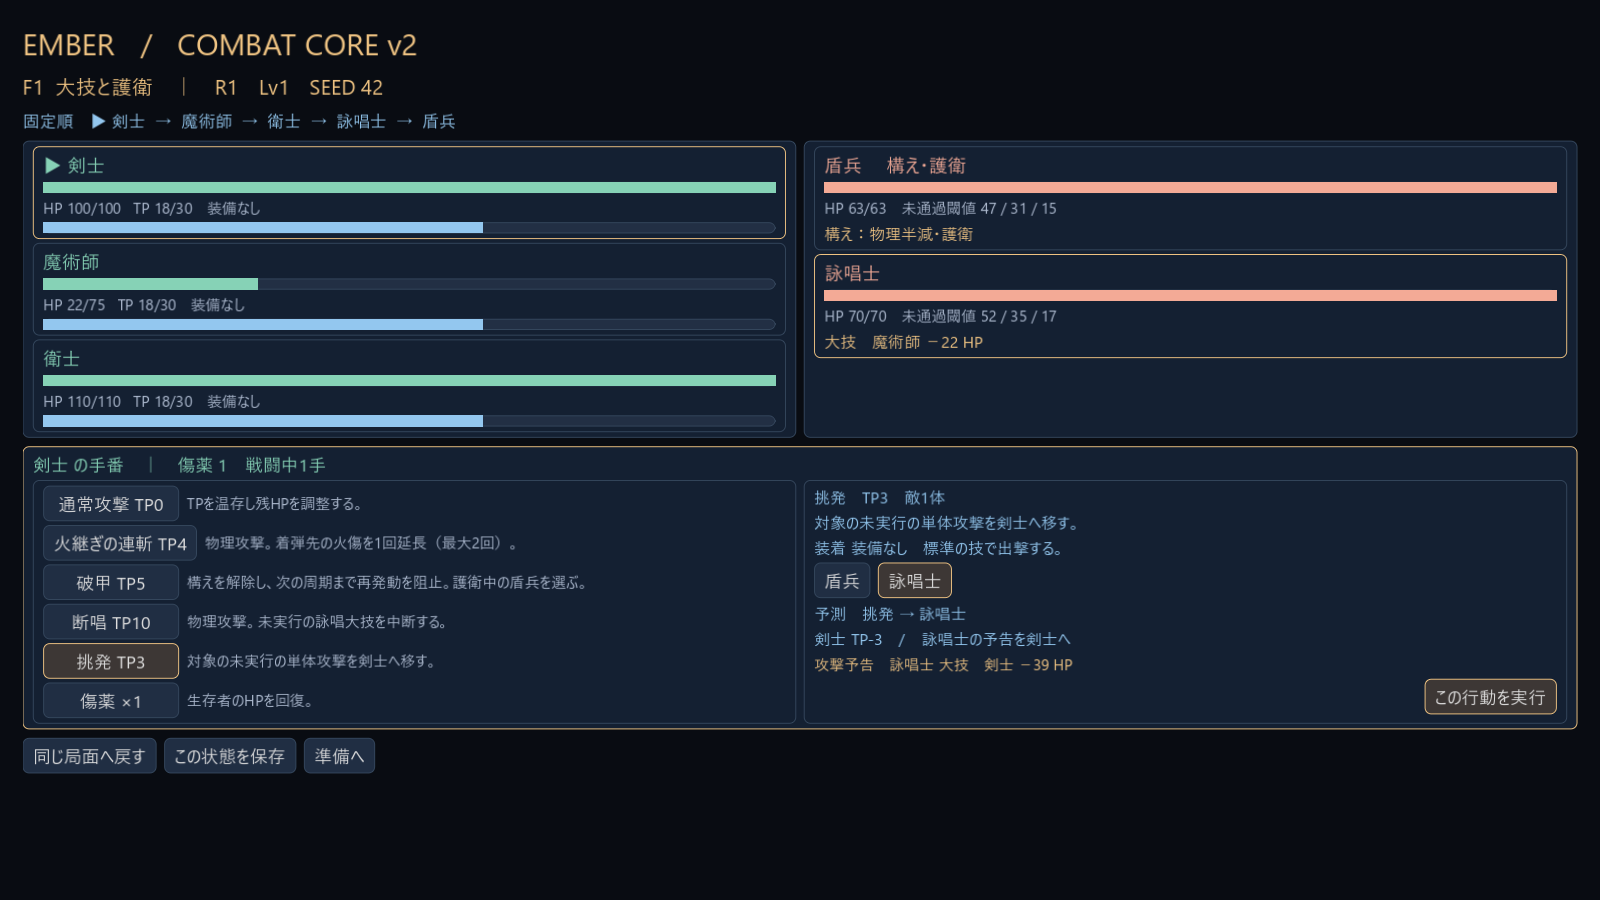 EMBER / COMBAT CORE v2
F1 大技と護衛 ｜ R1 Lv1 SEED 42
固定順 ▶ 剣士 → 魔術師 → 衛士 → 詠唱士 → 盾兵
▶ 剣士
HP 100/100 TP 18/30 装備なし
魔術師
HP 22/75 TP 18/30 装備なし
衛士
HP 110/110 TP 18/30 装備なし
盾兵 構え・護衛
HP 63/63 未通過閾値 47 / 31 / 15
構え：物理半減・護衛
詠唱士
HP 70/70 未通過閾値 52 / 35 / 17
大技 魔術師 －22 HP
剣士 の手番 ｜ 傷薬 1 戦闘中1手
通常攻撃 TP0 TPを温存し残HPを調整する。
火継ぎの連斬 TP4 物理攻撃。着弾先の火傷を1回延長（最大2回）。
破甲 TP5 構えを解除し、次の周期まで再発動を阻止。護衛中の盾兵を選ぶ。
断唱 TP10 物理攻撃。未実行の詠唱大技を中断する。
挑発 TP3 対象の未実行の単体攻撃を剣士へ移す。
傷薬 ×1 生存者のHPを回復。
挑発 TP3 敵1体
対象の未実行の単体攻撃を剣士へ移す。
装着 装備なし 標準の技で出撃する。
盾兵 詠唱士
予測 挑発 → 詠唱士
剣士 TP-3 / 詠唱士の予告を剣士へ
攻撃予告 詠唱士 大技 剣士 －39 HP
この行動を実行
同じ局面へ戻す この状態を保存 準備へ